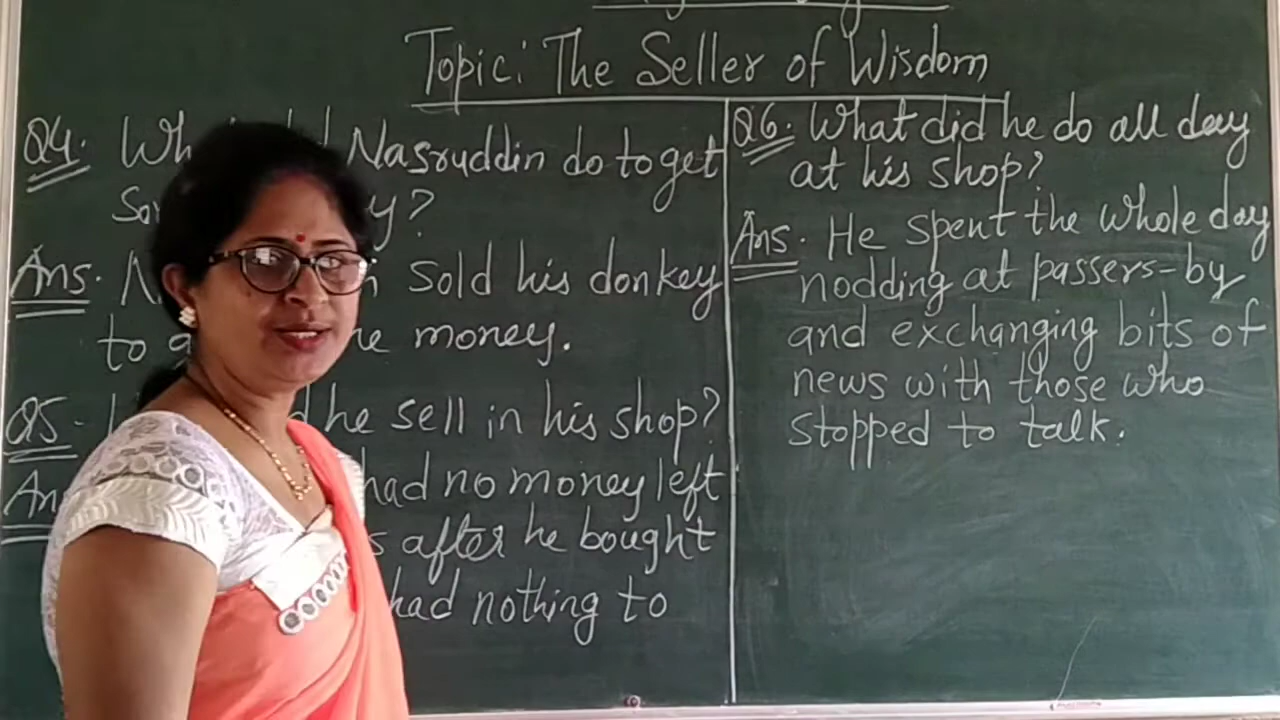 Topic: The Seller of Wisdom
Q4. Nasruddin do to get
Ans. sold his donkey
to money.
Q5. he sell in his shop?
had no money left
after he bought
had nothing to
Q6. What did he do all day
at his shop?
Ans. He spent the whole day
nodding at passers-by
and exchanging bits of
news with those who
stopped to talk.